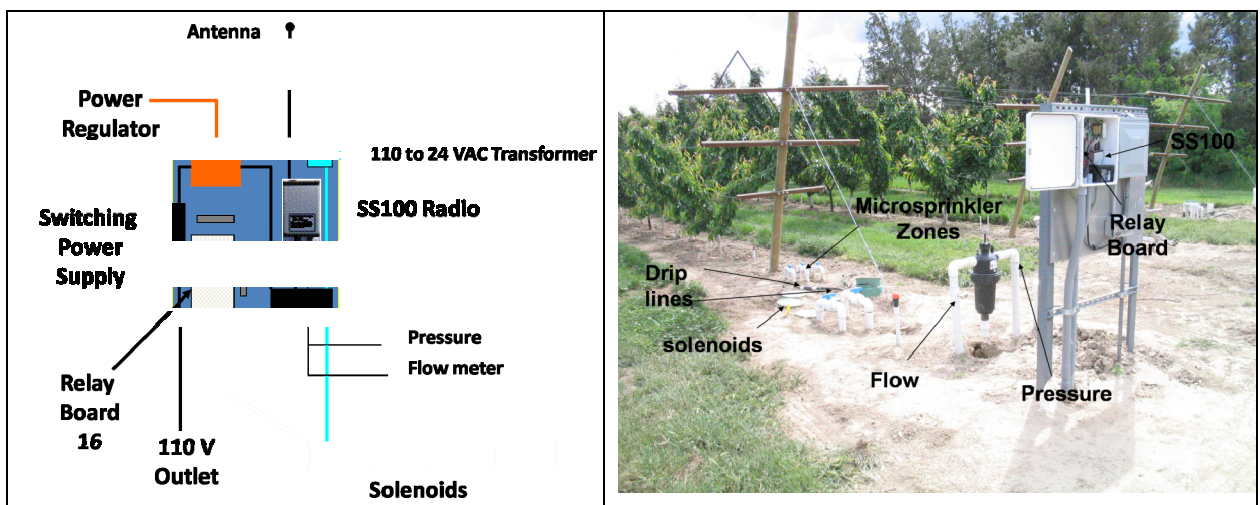 Antenna
Power
Regulator
110 to 24 VAC Transformer
SS100 Radio
Switching
Power
Supply
Pressure
Flow meter
Relay
Board
16
110 V
Outlet
Solenoids
SS100
Microsprinkler
Zones
Relay
Board
Drip
lines
solenoids
Flow
Pressure